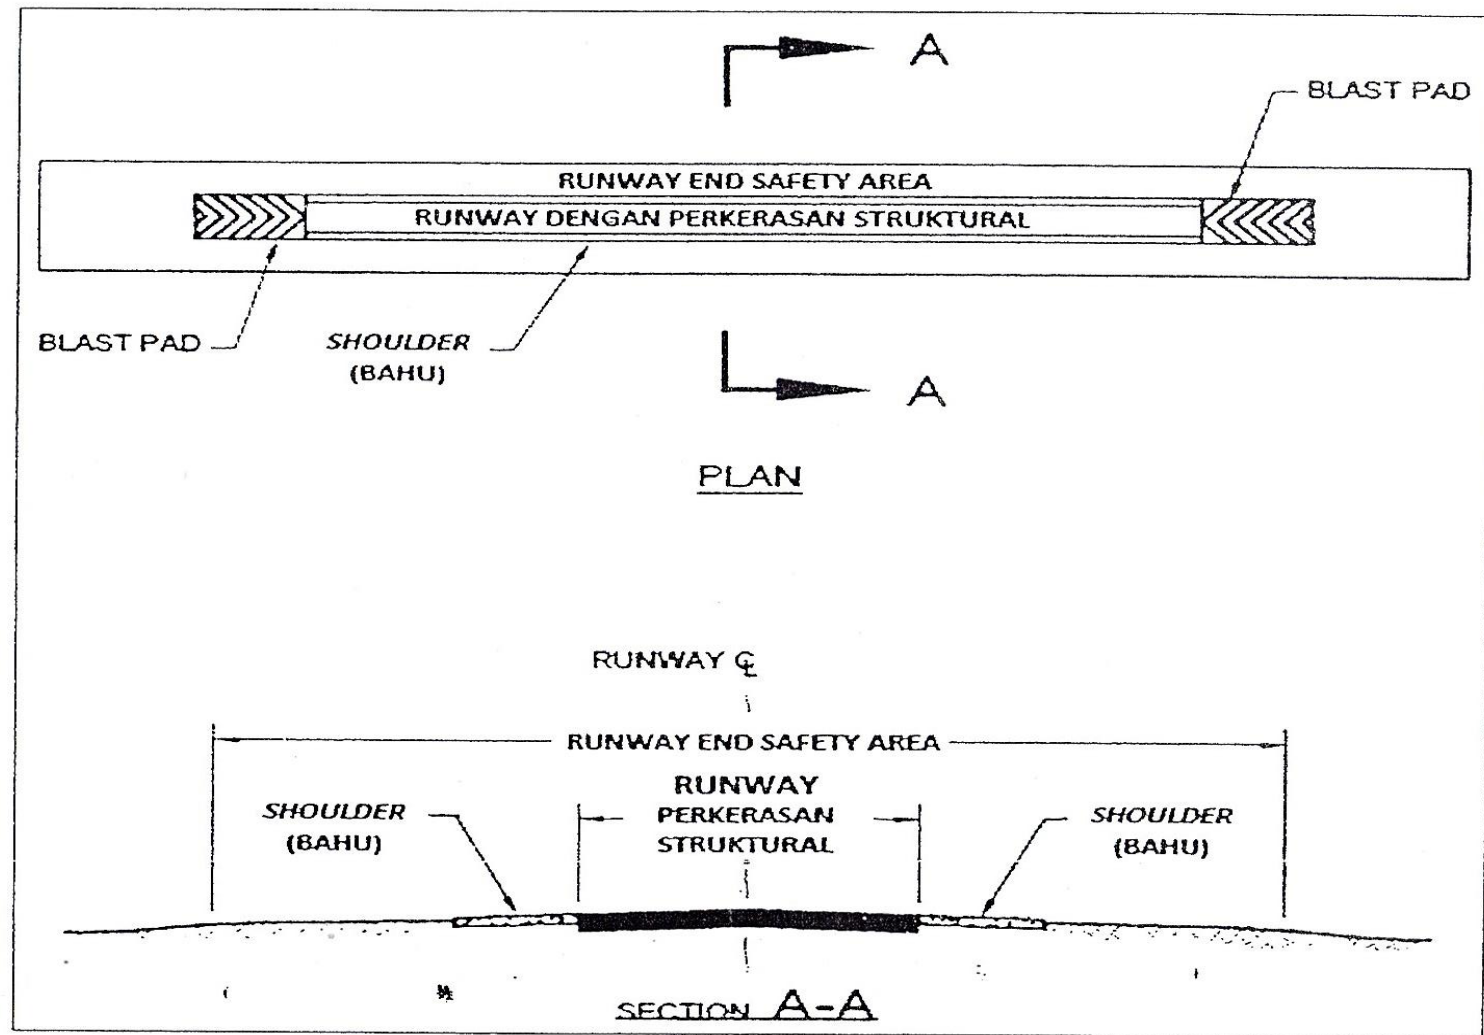 A
BLAST PAD
RUNWAY END SAFETY AREA
RUNWAY DENGAN PERKERASAN STRUKTURAL
BLAST PAD
SHOULDER
(BAHU)
A
PLAN
RUNWAY ℄
RUNWAY END SAFETY AREA
RUNWAY
PERKERASAN
STRUKTURAL
SHOULDER
(BAHU)
SHOULDER
(BAHU)
SECTION A-A